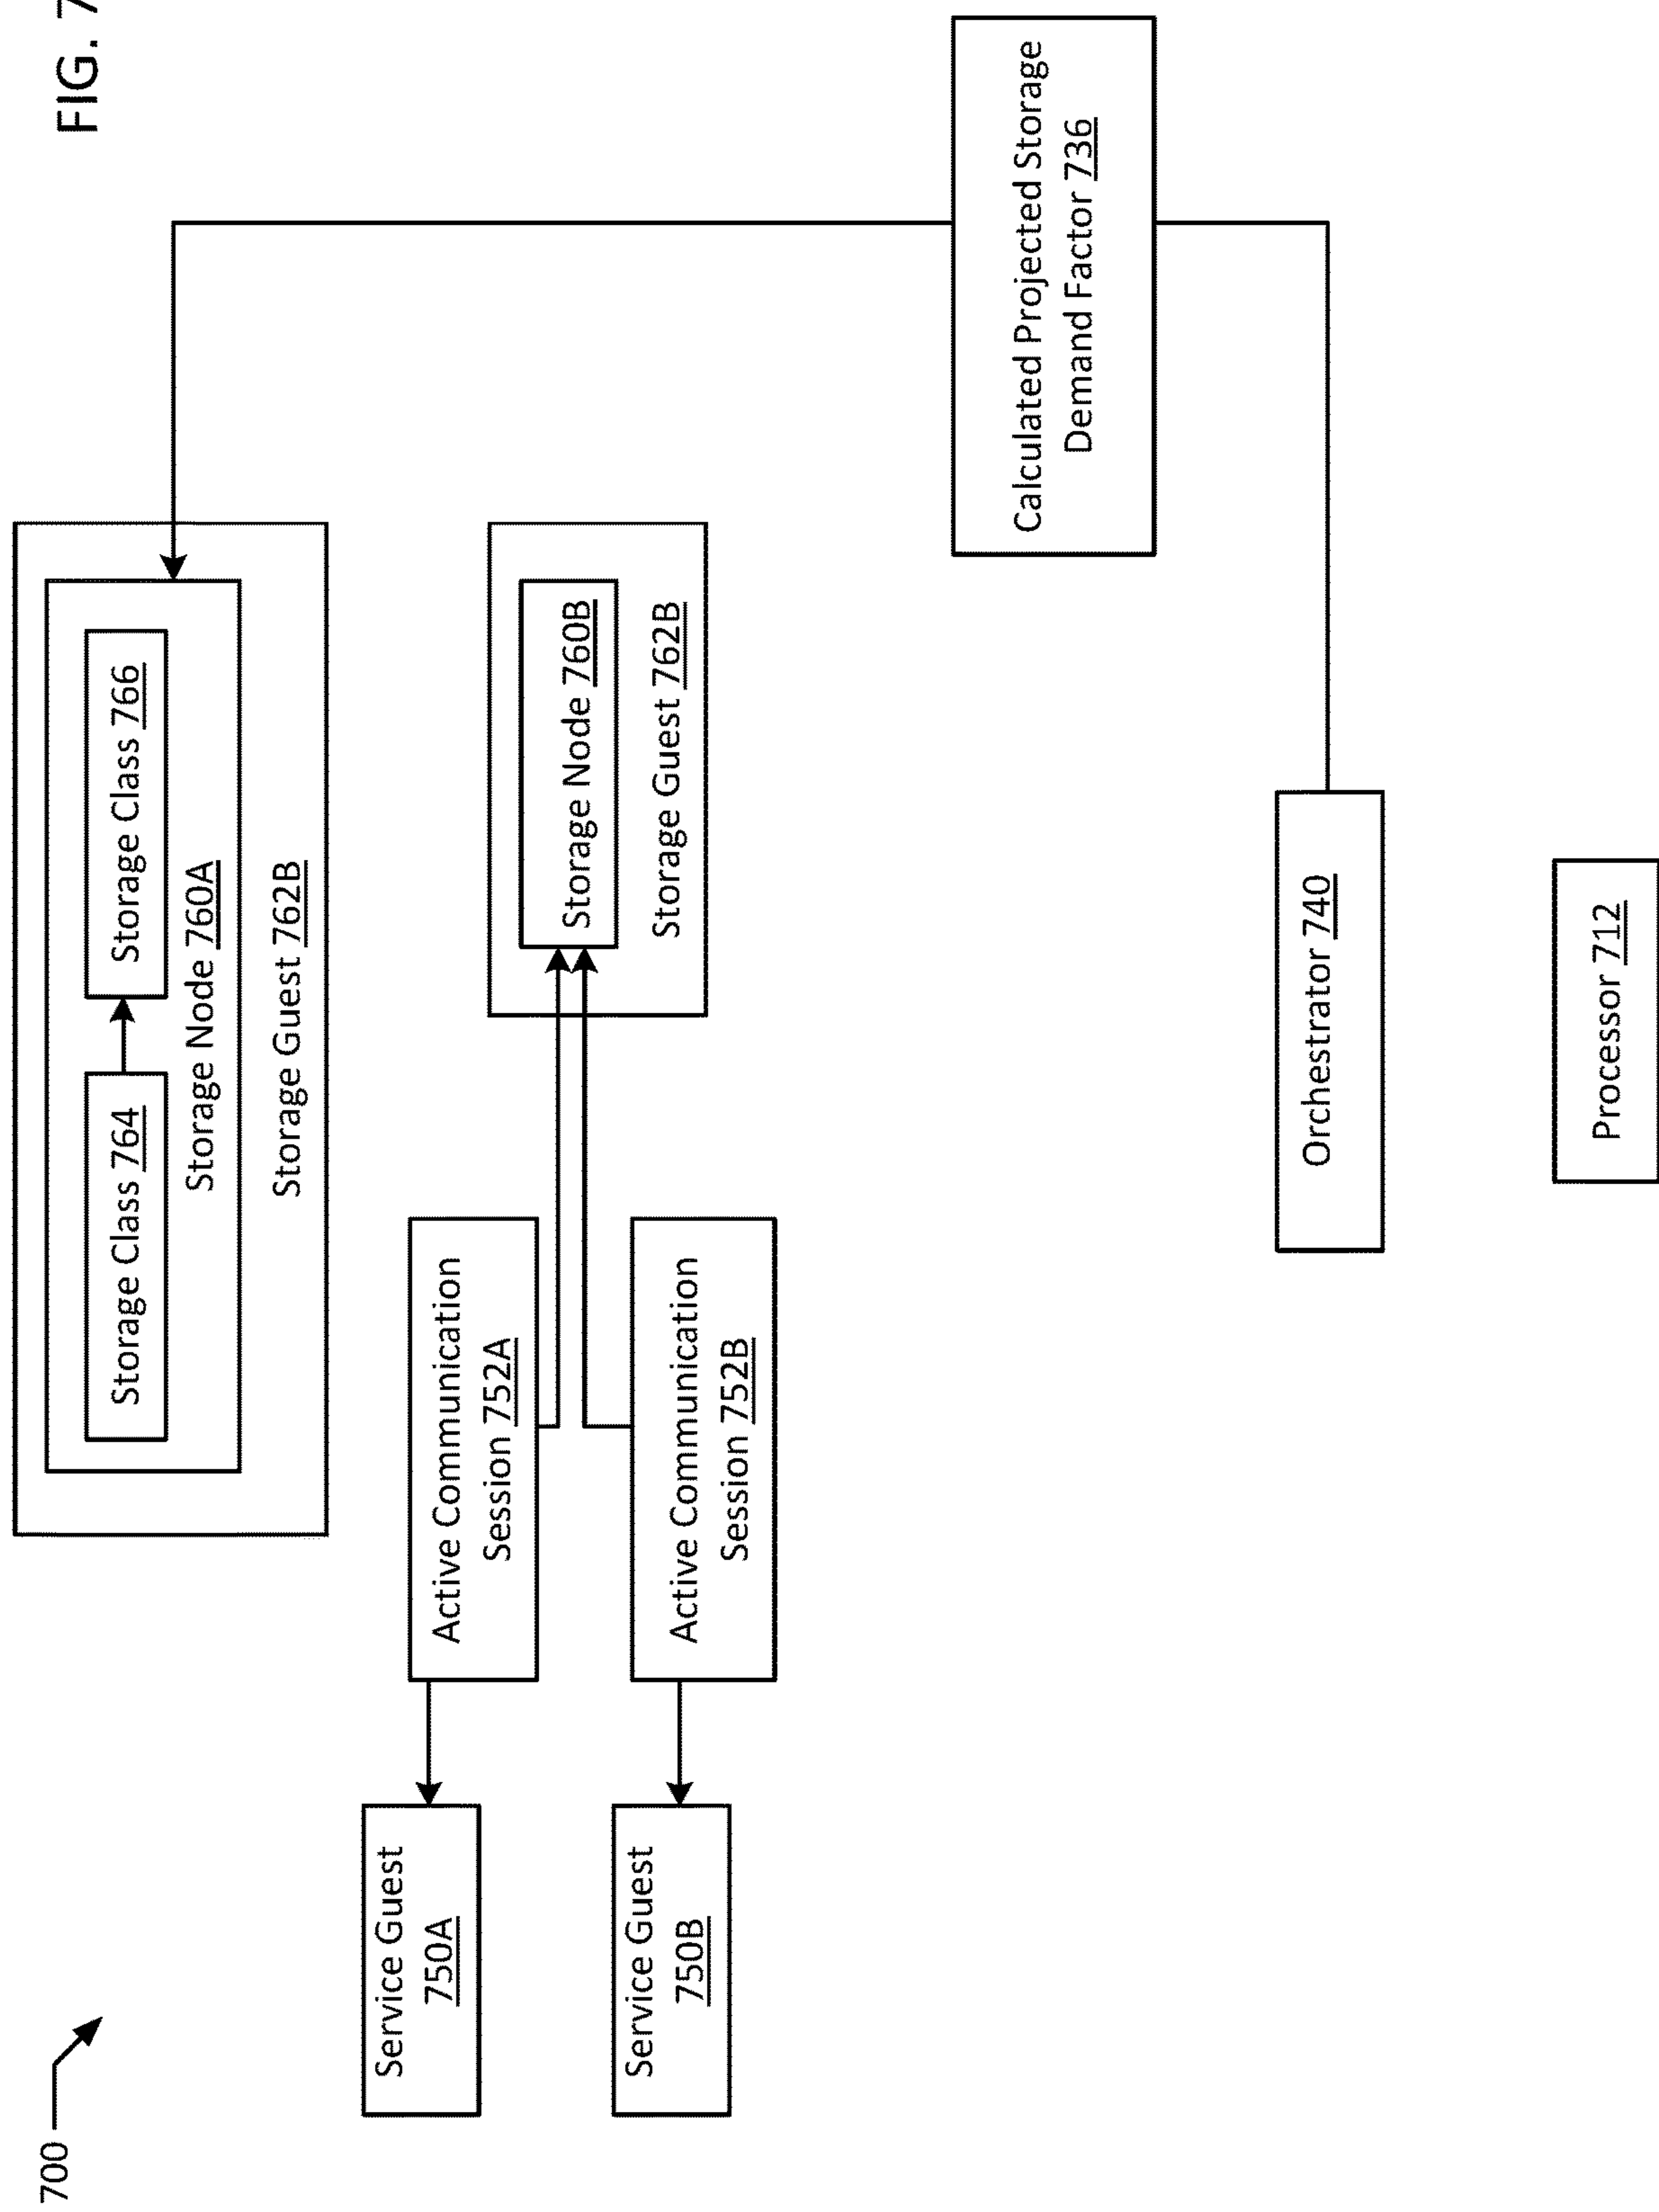 700
FIG. 7
Storage Class 764
Storage Class 766
Storage Node 760A
Storage Guest 762B
Service Guest
750A
Active Communication
Session 752A
Storage Node 760B
Storage Guest 762B
Service Guest
750B
Active Communication
Session 752B
Calculated Projected Storage
Demand Factor 736
Orchestrator 740
Processor 712